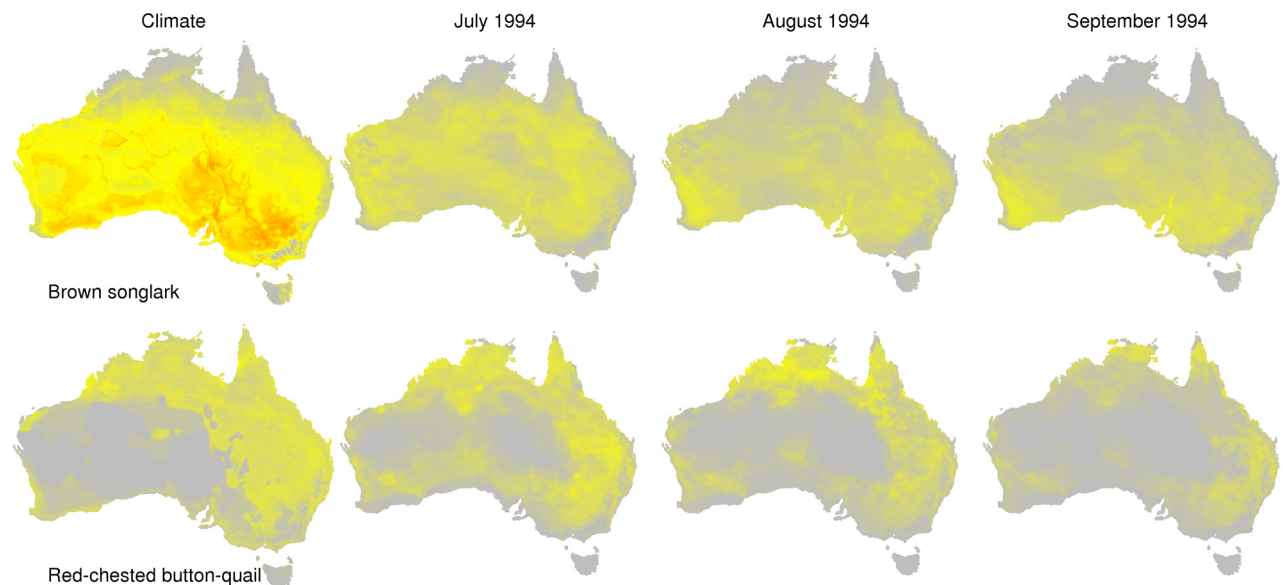 Climate
July 1994
August 1994
September 1994
Brown songlark
Red-chested button-quail